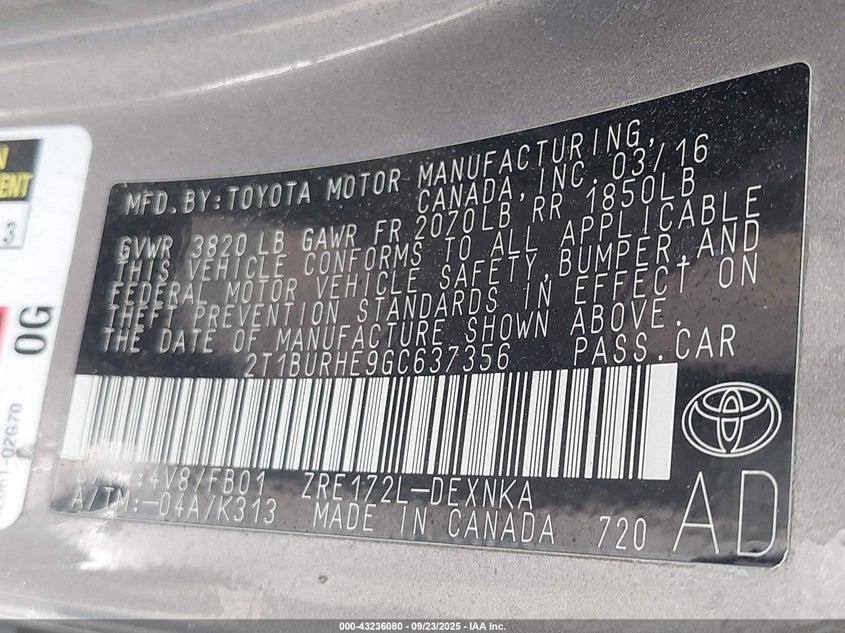 MFD.BY:TOYOTA MOTOR MANUFACTURING,
CANADA,INC. 03/16
GVWR 3820 LB GAWR FR 2070LB RR 1850LB
THIS VEHICLE CONFORMS TO ALL APPLICABLE
FEDERAL MOTOR VEHICLE SAFETY,BUMPER,AND
THEFT PREVENTION STANDARDS IN EFFECT ON
THE DATE OF MANUFACTURE SHOWN ABOVE.
2T1BURHE9GC637356 PASS.CAR
:4V8/FB01 ZRE172L-DEXNKA
A/TM:-04A/K313 MADE IN CANADA 720
AD
3
0G
-02G70
000-43236080 - 09/23/2025 - IAA Inc.